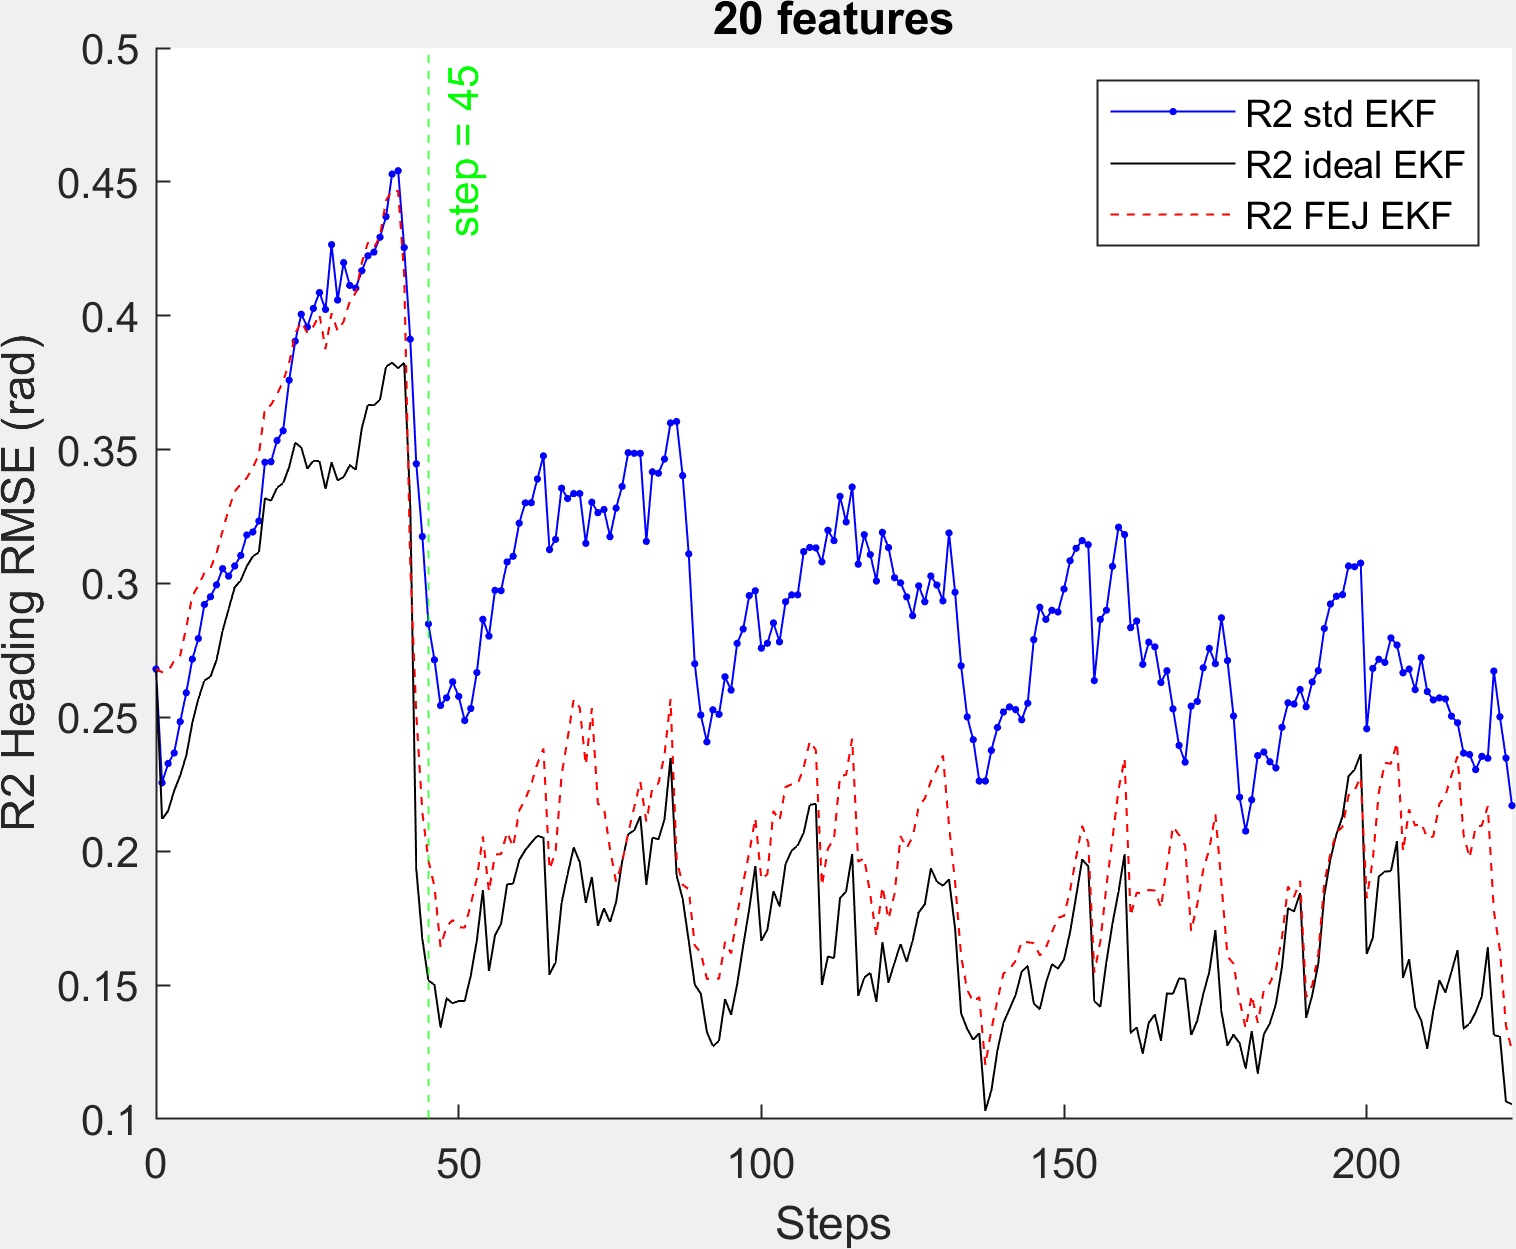 20 features
0.5
0.45
0.4
0.35
0.3
0.25
0.2
0.15
0.1
R2 Heading RMSE (rad)
step = 45
R2 std EKF
R2 ideal EKF
R2 FEJ EKF
0 50 100 150 200
Steps